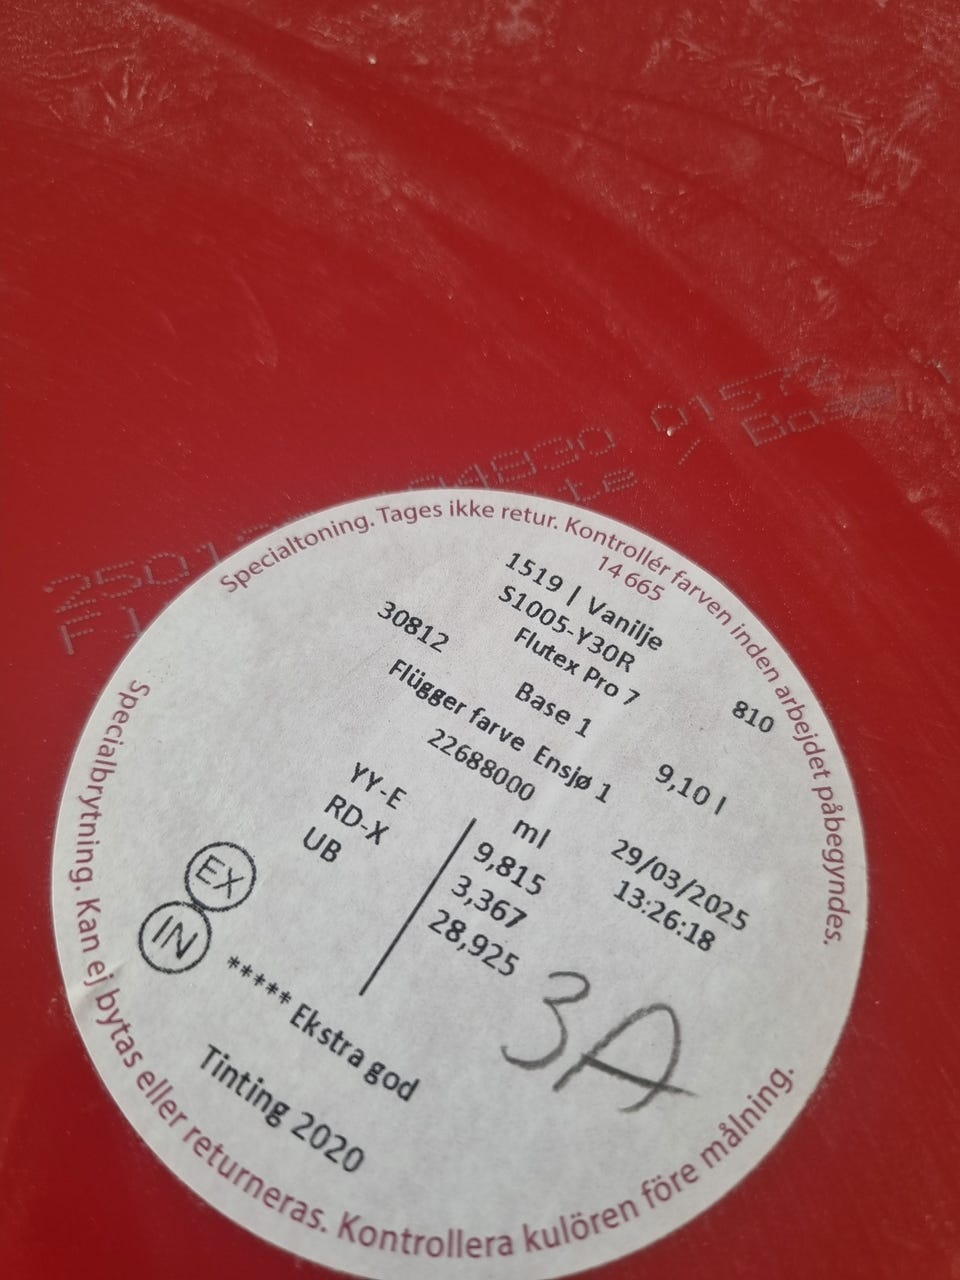 Specialtoning. Tages ikke retur. Kontrollér farven inden arbejdet påbegyndes.
14 665
1519 | Vanilje
S1005-Y30R
Flutex Pro 7
30812
Base 1
810
Flügger farve Ensjø 1
9,10 l
22688000
ml
29/03/2025
13:26:18
YY-E 9,815
RD-X 3,367
UB 28,925
EX
IN
***** Ekstra god
3A
Tinting 2020
Specialbrytning. Kan ej bytas eller returneras. Kontrollera kulören före målning.